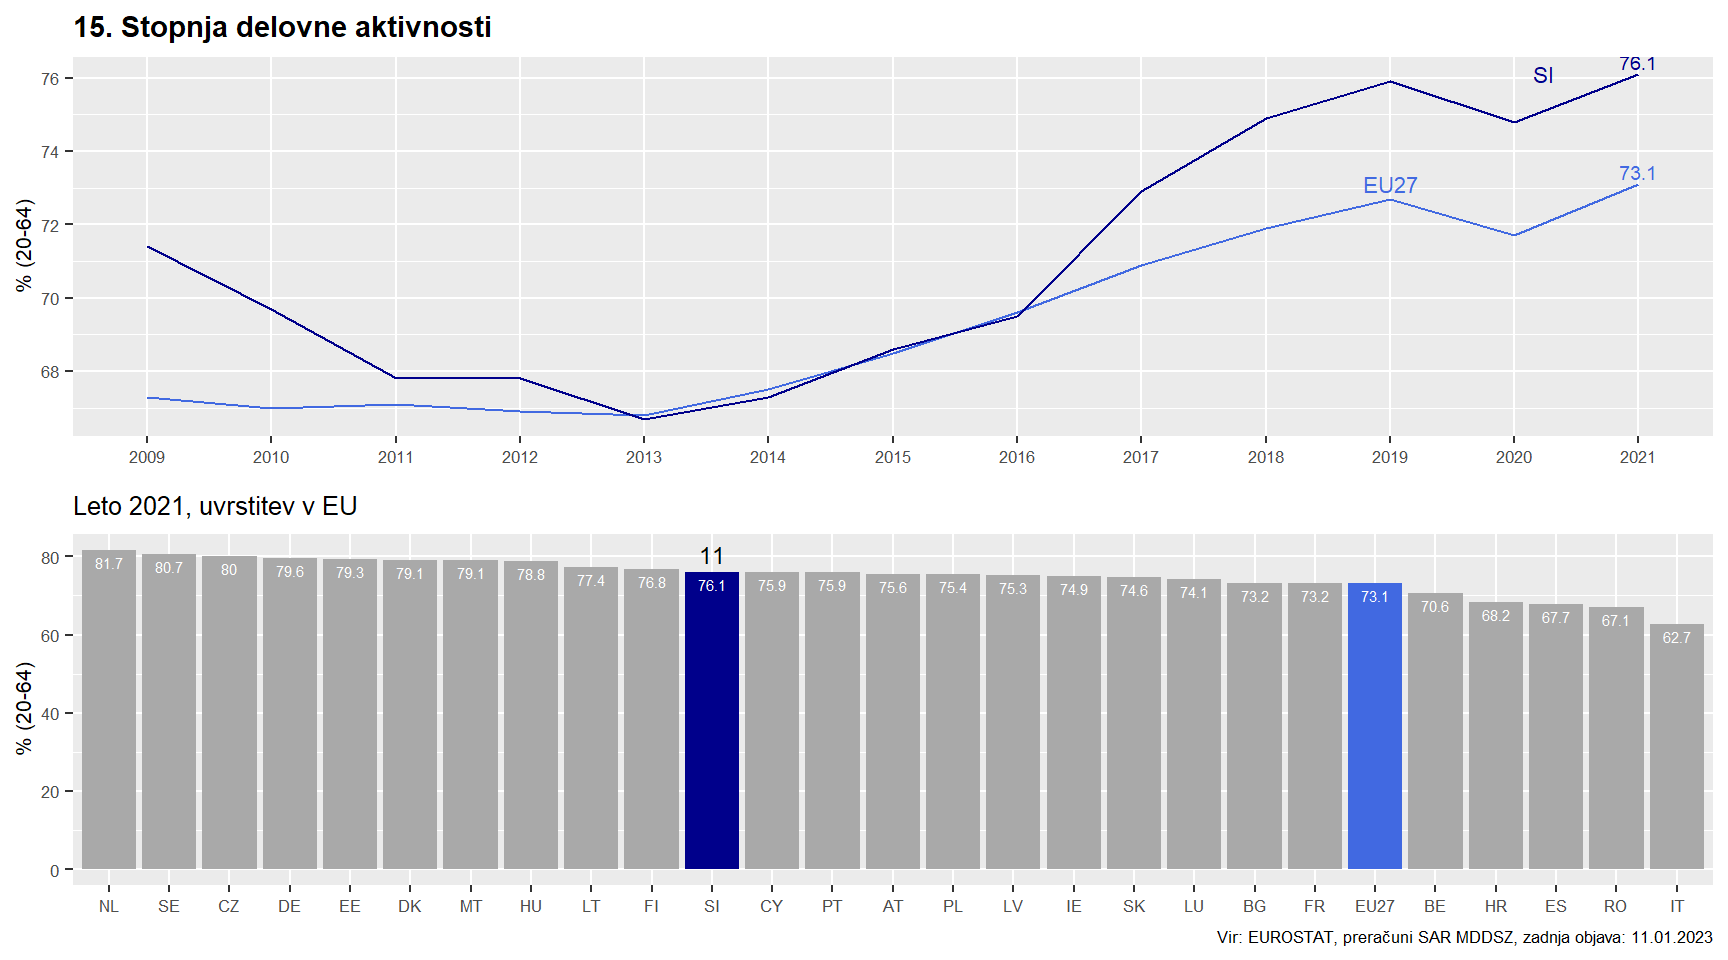 15. Stopnja delovne aktivnosti
% (20-64)
76
74
72
70
68
SI
76.1
EU27
73.1
2009 2010 2011 2012 2013 2014 2015 2016 2017 2018 2019 2020 2021
Leto 2021, uvrstitev v EU
% (20-64)
80
60
40
20
0
11
81.7 80.7 80 79.6 79.3 79.1 79.1 78.8 77.4 76.8 76.1 75.9 75.9 75.6 75.4 75.3 74.9 74.6 74.1 73.2 73.2 73.1 70.6 68.2 67.7 67.1 62.7
NL SE CZ DE EE DK MT HU LT FI SI CY PT AT PL LV IE SK LU BG FR EU27 BE HR ES RO IT
Vir: EUROSTAT, preračuni SAR MDDSZ, zadnja objava: 11.01.2023